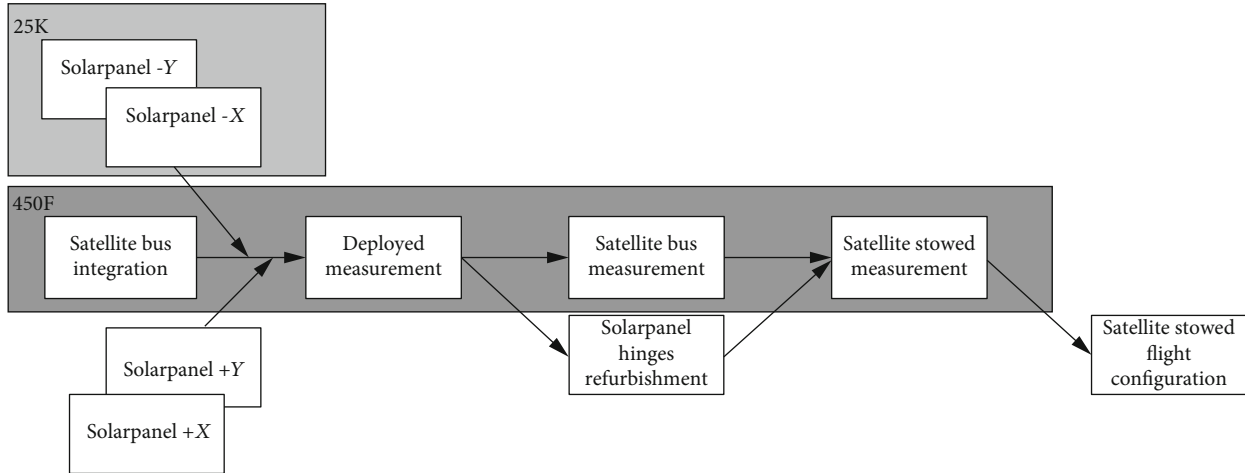 25K
Solarpanel -Y
Solarpanel -X
450F
Satellite bus
integration
Deployed
measurement
Satellite bus
measurement
Satellite stowed
measurement
Solarpanel
hinges
refurbishment
Satellite stowed
flight
configuration
Solarpanel +Y
Solarpanel +X